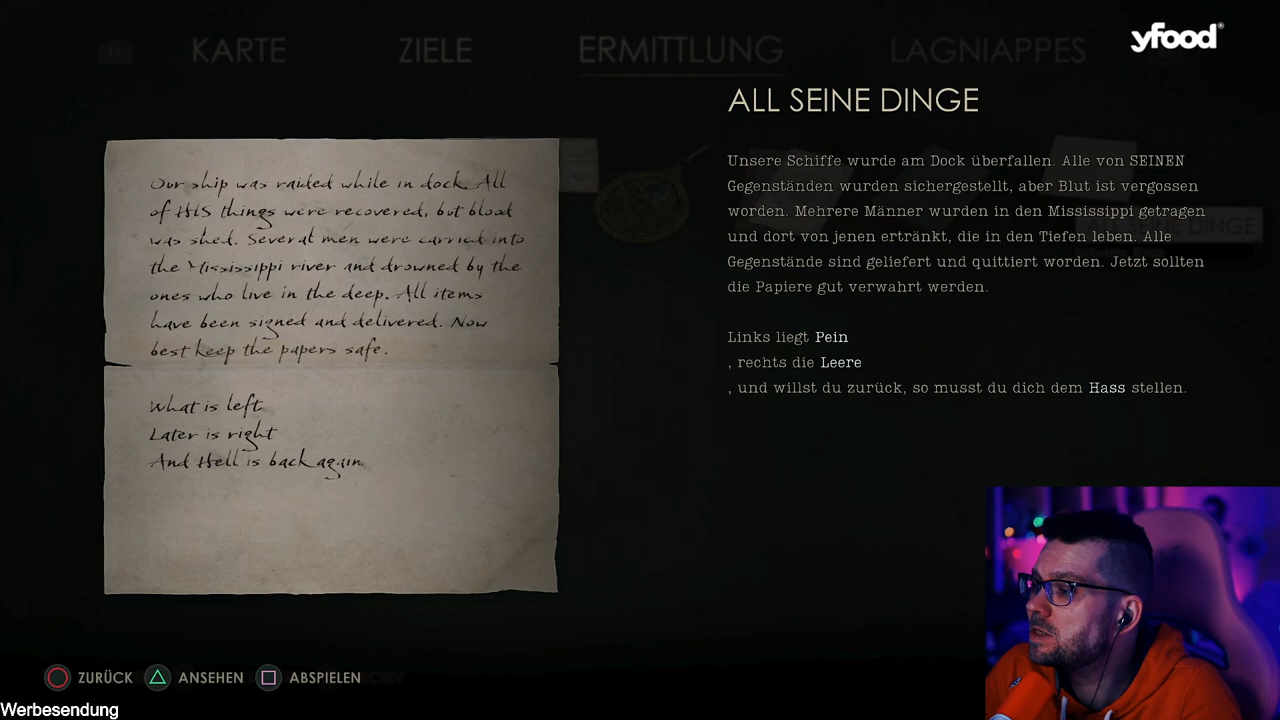 KARTE
ZIELE
ERMITTLUNG
LAGNIAPPES
yfood®
ALL SEINE DINGE
Our ship was raided while in dock. All
of HIS things were recovered, but blood
was shed. Several men were carried into
the Mississippi river and drowned by the
ones who live in the deep. All items
have been signed and delivered. Now
best keep the papers safe.
What is left
Later is right
And Hell is back again
Unsere Schiffe wurde am Dock überfallen. Alle von SEINEN
Gegenständen wurden sichergestellt, aber Blut ist vergossen
worden. Mehrere Männer wurden in den Mississippi getragen
und dort von jenen ertränkt, die in den Tiefen leben. Alle
Gegenstände sind geliefert und quittiert worden. Jetzt sollten
die Papiere gut verwahrt werden.
Links liegt Pein
, rechts die Leere
, und willst du zurück, so musst du dich dem Hass stellen.
ALL SEINE DINGE
ZURÜCK
ANSEHEN
ABSPIELEN
Werbesendung